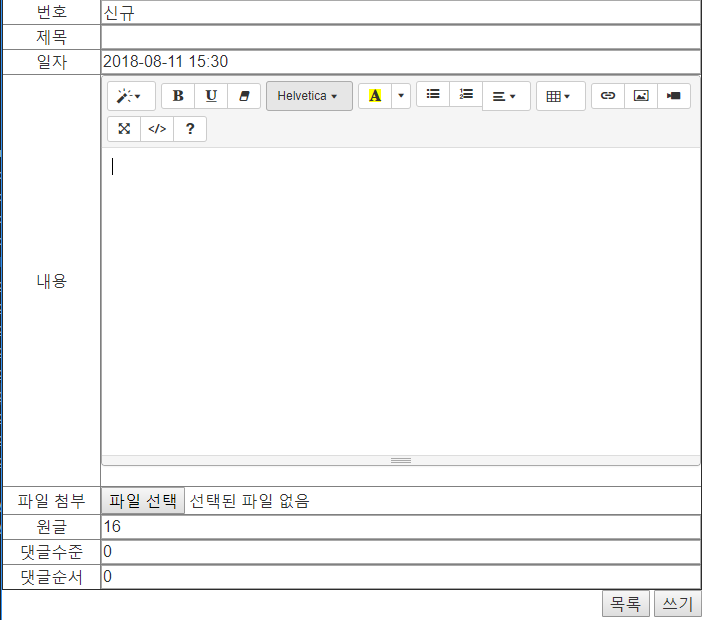 번호 신규
제목
일자 2018-08-11 15:30
B U Helvetica A
</> ?
내용
파일 첨부 파일 선택 선택된 파일 없음
원글 16
댓글수준 0
댓글순서 0
목록 쓰기